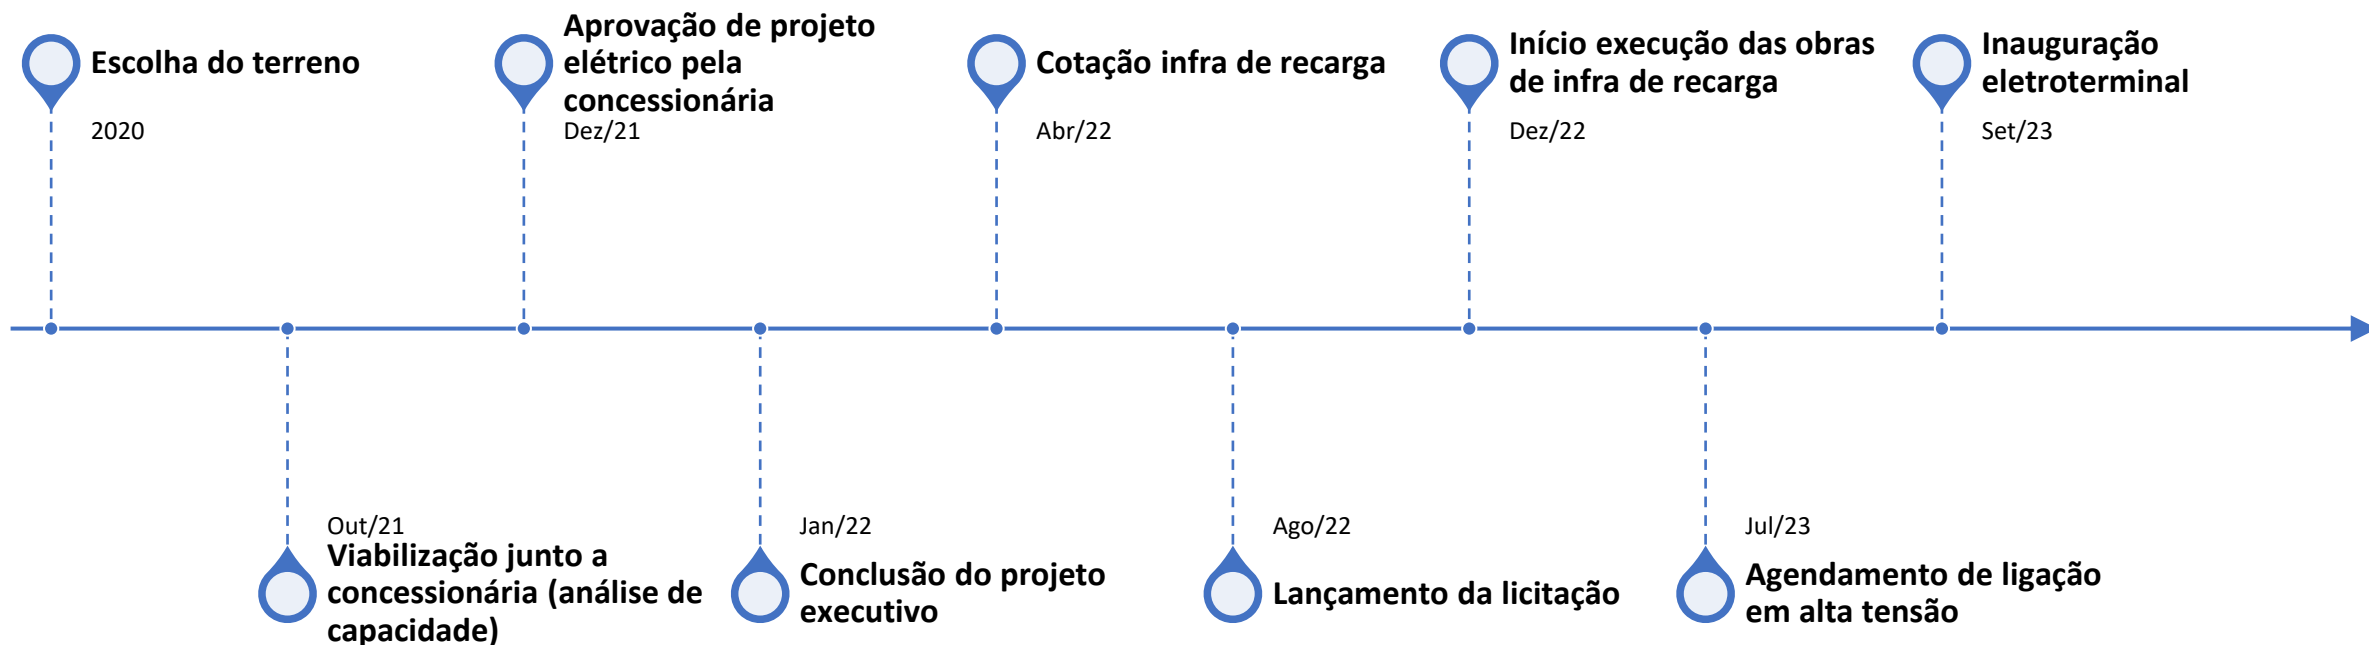 Escolha do terreno
2020
Out/21
Viabilização junto a
concessionária (análise de
capacidade)
Aprovação de projeto
elétrico pela
concessionária
Dez/21
Jan/22
Conclusão do projeto
executivo
Cotação infra de recarga
Abr/22
Ago/22
Lançamento da licitação
Início execução das obras
de infra de recarga
Dez/22
Jul/23
Agendamento de ligação
em alta tensão
Inauguração
eletroterminal
Set/23